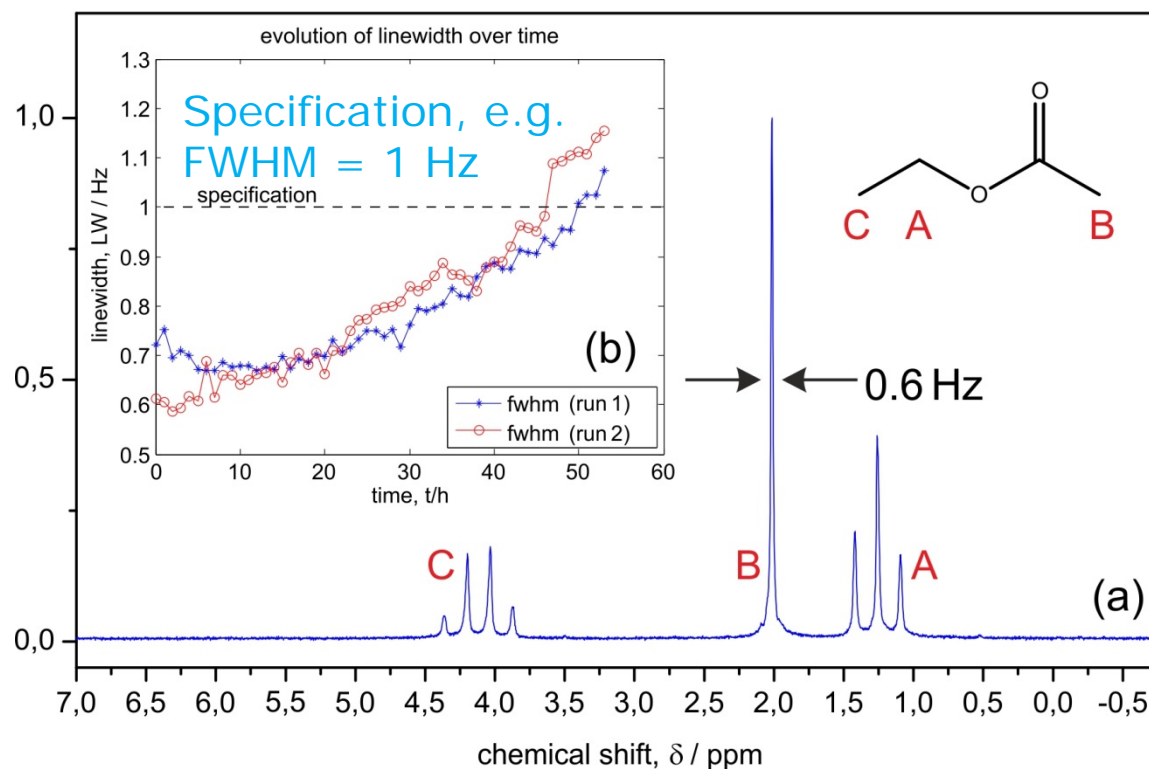 evolution of linewidth over time
1.3
1.2
1.1
1
0.9
0.8
0.7
0.6
0.5
linewidth, LW / Hz
Specification, e.g.
FWHM = 1 Hz
specification
(b)
fwhm (run 1)
fwhm (run 2)
0 10 20 30 40 50 60
time, t/h
O
O
C A B
1,0
0,5
0,0
0.6 Hz
C B A
(a)
7,0 6,5 6,0 5,5 5,0 4,5 4,0 3,5 3,0 2,5 2,0 1,5 1,0 0,5 0,0 -0,5
chemical shift, δ / ppm